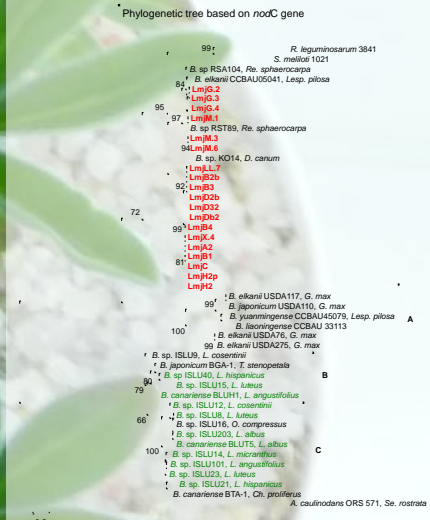 Phylogenetic tree based on nodC gene
99
R. leguminosarum 3841
S. meliloti 1021
B. sp RSA104, Re. sphaerocarpa
B. elkanii CCBAU05041, Lesp. pilosa
84
LmjG.2
LmjG.3
95
LmjG.4
97
LmjM.1
B. sp RST89, Re. sphaerocarpa
LmjM.3
94
LmjM.6
B. sp. KO14, D. canum
LmjLL.7
LmjB2b
92
LmjB3
LmjD2b
LmjD32
72
LmjDb2
99
LmjB4
LmjX.4
LmjA2
LmjB1
81
LmjC
LmjH2p
LmjH2
B. elkanii USDA117, G. max
99
B. japonicum USDA110, G. max
B. yuanmingense CCBAU45079, Lesp. pilosa
A
100
B. liaoningense CCBAU 33113
B. elkanii USDA76, G. max
99
B. elkanii USDA275, G. max
B. sp ISLU9, L. cosentinii
B. japonicum BGA-1, T. stenopetala
B. sp ISLU40, L. hispanicus
B
80
B. sp ISLU15, L. luteus
79
B. canariense BLUH1, L. angustifolius
B. sp ISLU12, L. cosentinii
B. sp ISLU8, L. luteus
66
B. sp ISLU16, O. compressus
B. sp ISLU203, L. albus
B. canariense BLUT5, L. albus
100
B. sp ISLU14, L. micranthus
C
B. sp. ISLU101, L. angustifolius
B. sp. ISLU23, L. luteus
B. sp. ISLU21, L. hispanicus
B. canariense BTA-1, Ch. proliferus
A. caulinodans ORS 571, Se. rostrata